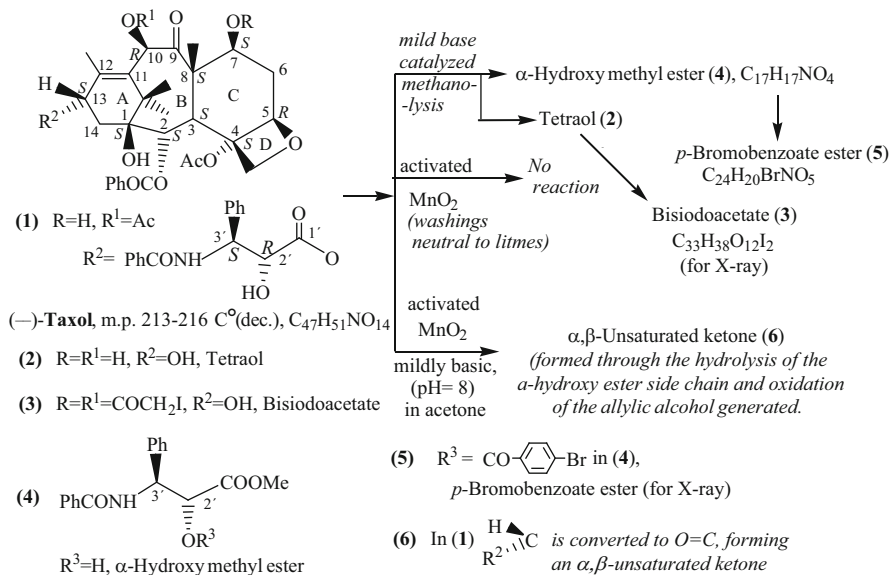 OR¹
O
OR
R
10
9
S
7
12
11
8
S
6
H
S
13
A
B
C
R²
14
1
S
2
S
3
S
4
S
5
R
D
O
OH
AcO
PhOCO
(1) R=H, R¹=Ac
Ph
O
3′
R
1′
R²= PhCONH
S
2′
O
HO
(—)-Taxol, m.p. 213-216 C°(dec.), C₄₇H₅₁NO₁₄
(2) R=R¹=H, R²=OH, Tetraol
(3) R=R¹=COCH₂I, R²=OH, Bisiodoacetate
Ph
(4)
COOMe
PhCONH
3′
2′
OR³
R³=H, α-Hydroxy methyl ester
mild base
catalyzed
methano-
lysis
α-Hydroxy methyl ester (4), C₁₇H₁₇NO₄
Tetraol (2)
p-Bromobenzoate ester (5)
C₂₄H₂₀BrNO₅
activated
MnO₂
(washings
neutral to litmes)
No
reaction
Bisiodoacetate (3)
C₃₃H₃₈O₁₂I₂
(for X-ray)
activated
MnO₂
mildly basic,
(pH= 8)
in acetone
α,β-Unsaturated ketone (6)
(formed through the hydrolysis of the
a-hydroxy ester side chain and oxidation
of the allylic alcohol generated.
(5) R³ = CO Br in (4),
p-Bromobenzoate ester (for X-ray)
(6) In (1) H R² C is converted to O=C, forming
an α,β-unsaturated ketone